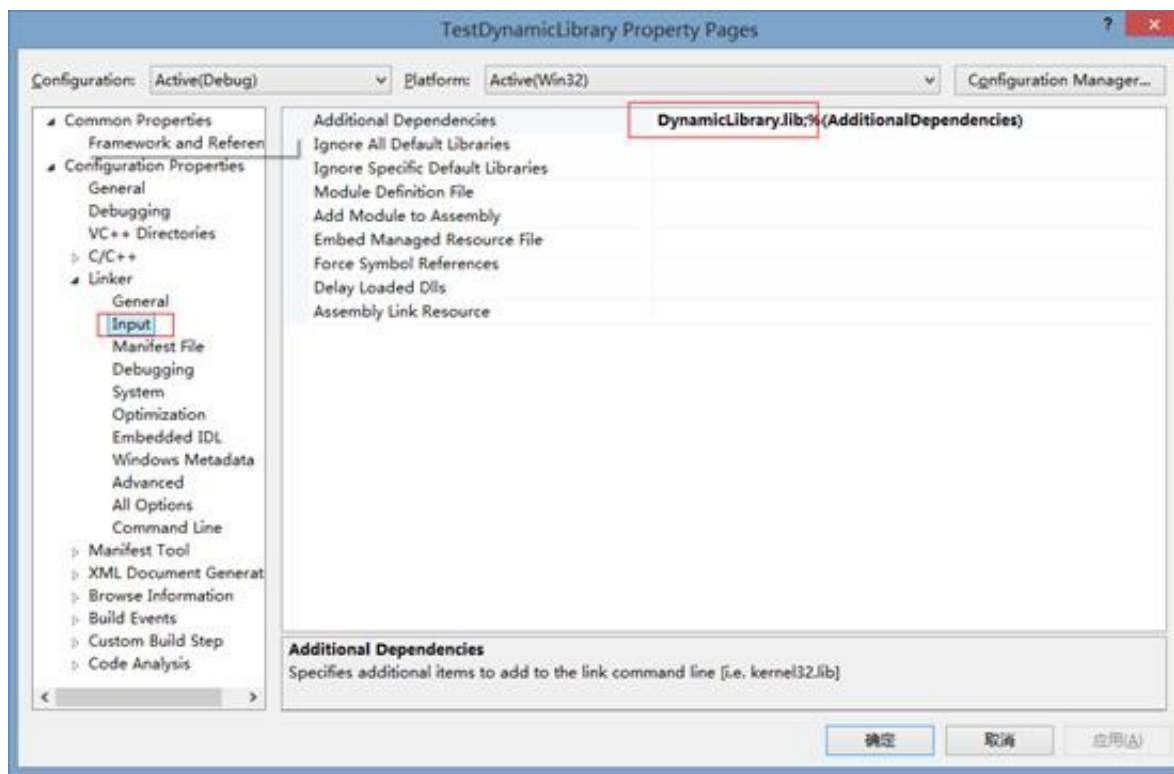 TestDynamicLibrary Property Pages
?
Configuration: Active(Debug) Platform: Active(Win32) Configuration Manager...
Common Properties
Framework and Referen
Configuration Properties
General
Debugging
VC++ Directories
C/C++
Linker
General
Input
Manifest File
Debugging
System
Optimization
Embedded IDL
Windows Metadata
Advanced
All Options
Command Line
Manifest Tool
XML Document Generat
Browse Information
Build Events
Custom Build Step
Code Analysis
Additional Dependencies DynamicLibrary.lib;%(AdditionalDependencies)
Ignore All Default Libraries
Ignore Specific Default Libraries
Module Definition File
Add Module to Assembly
Embed Managed Resource File
Force Symbol References
Delay Loaded Dlls
Assembly Link Resource
Additional Dependencies
Specifies additional items to add to the link command line [i.e. kernel32.lib]
确定 取消 应用(A)